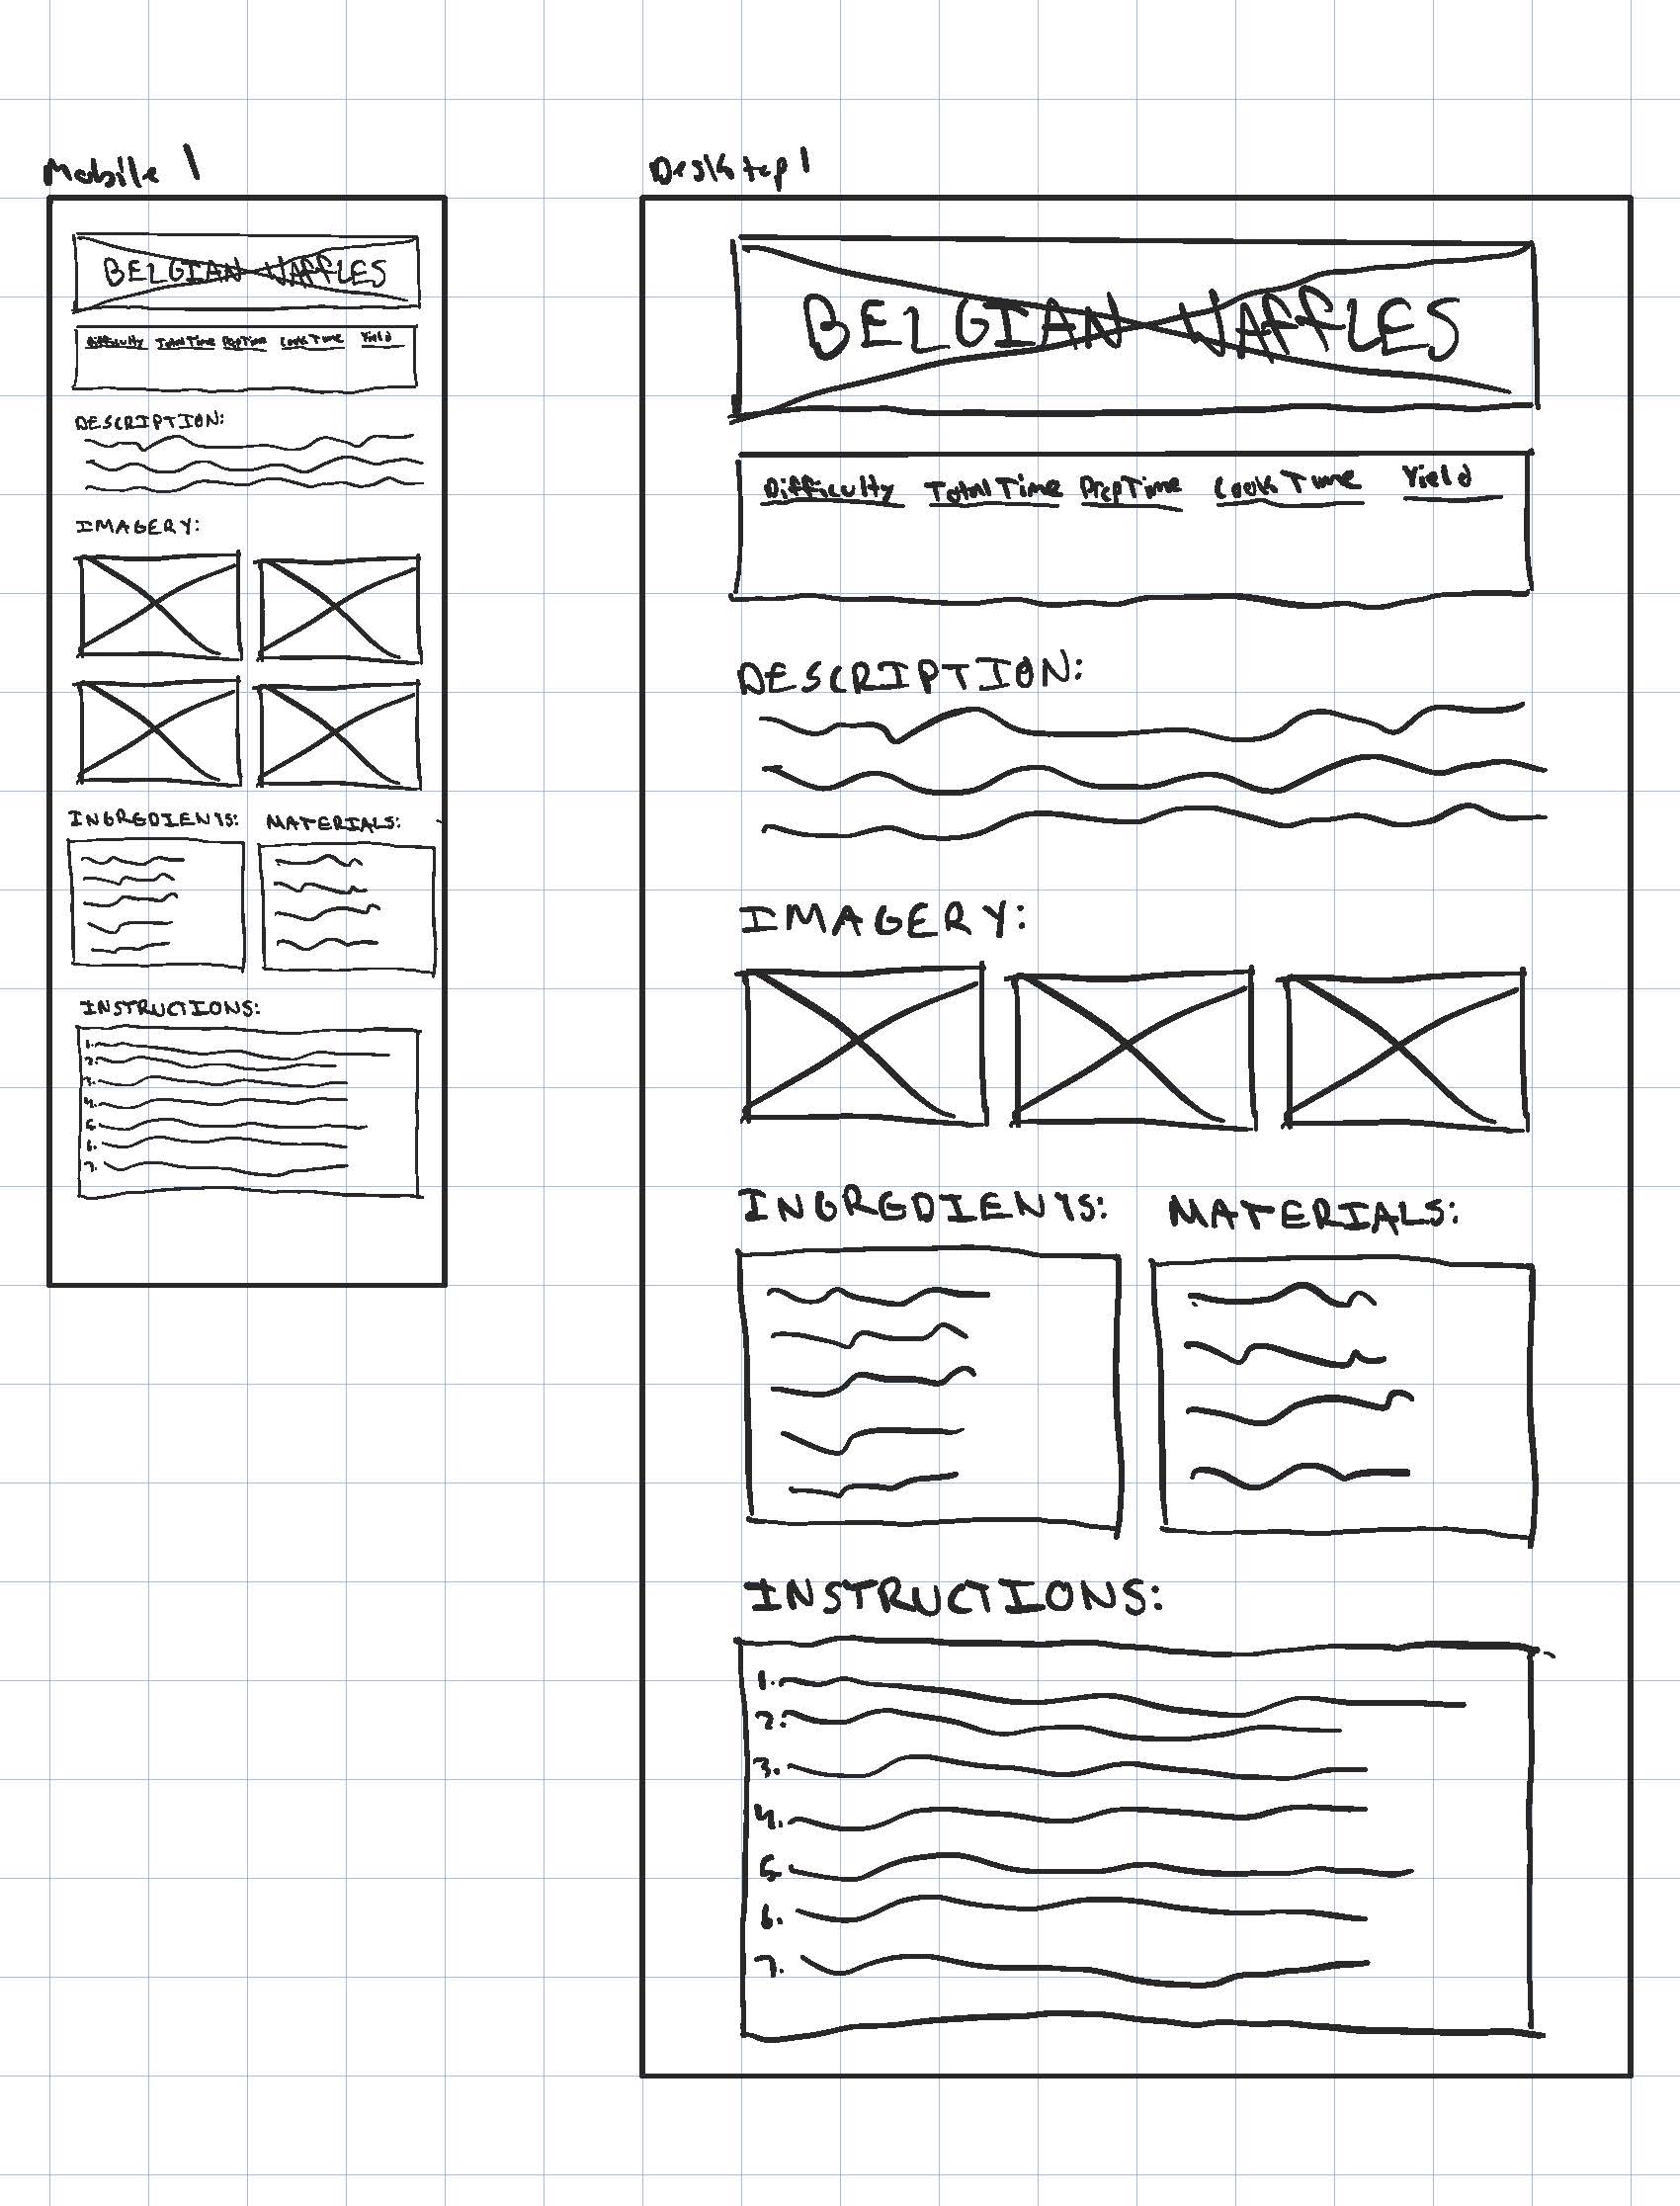 Mobile 1
BELGIAN WAFFLES
Difficulty Total Time Prep Time Cook Time Yield
DESCRIPTION:
IMAGERY:
INGREDIENTS: MATERIALS:
INSTRUCTIONS:
1.
2.
3.
4.
5.
6.
7.
Desktop 1
BELGIAN WAFFLES
Difficulty Total Time Prep Time Cook Time Yield
DESCRIPTION:
IMAGERY:
INGREDIENTS: MATERIALS:
INSTRUCTIONS:
1.
2.
3.
4.
5.
6.
7.